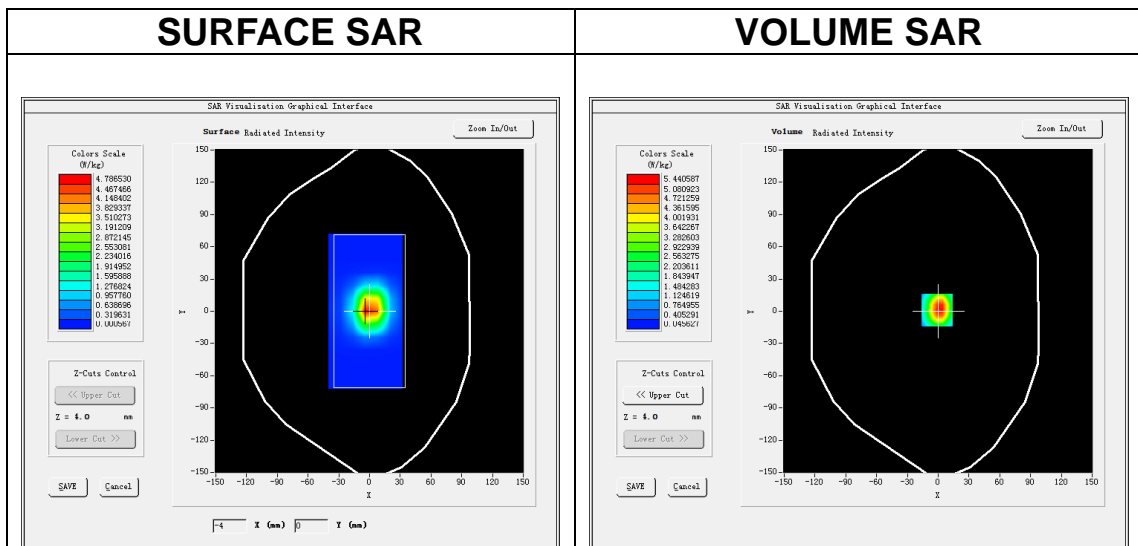 SURFACE SAR
VOLUME SAR
SAR Visualisation Graphical Interface
Surface Radiated Intensity
Zoom In/Out
Colors Scale
(W/kg)
4.786530
4.467466
4.148402
3.829337
3.510273
3.191209
2.872145
2.553081
2.234016
1.914952
1.595888
1.276824
0.957760
0.638696
0.319631
0.000567
150
120
90
60
30
0
-30
-60
-90
-120
-150
Y
-150 -120 -90 -60 -30 0 30 60 90 120 150
X
Z-Cuts Control
<< Upper Cut
Z = 4.0 mm
Lower Cut >>
SAVE Cancel
-4 X (mm) 0 Y (mm)
SAR Visualisation Graphical Interface
Volume Radiated Intensity
Zoom In/Out
Colors Scale
(W/kg)
5.440587
5.080923
4.721259
4.361595
4.001931
3.642267
3.282603
2.922939
2.563275
2.203611
1.843947
1.484283
1.124619
0.764955
0.405291
0.045627
150
120
90
60
30
0
-30
-60
-90
-120
-150
Y
-150 -120 -90 -60 -30 0 30 60 90 120 150
X
Z-Cuts Control
<< Upper Cut
Z = 4.0 mm
Lower Cut >>
SAVE Cancel